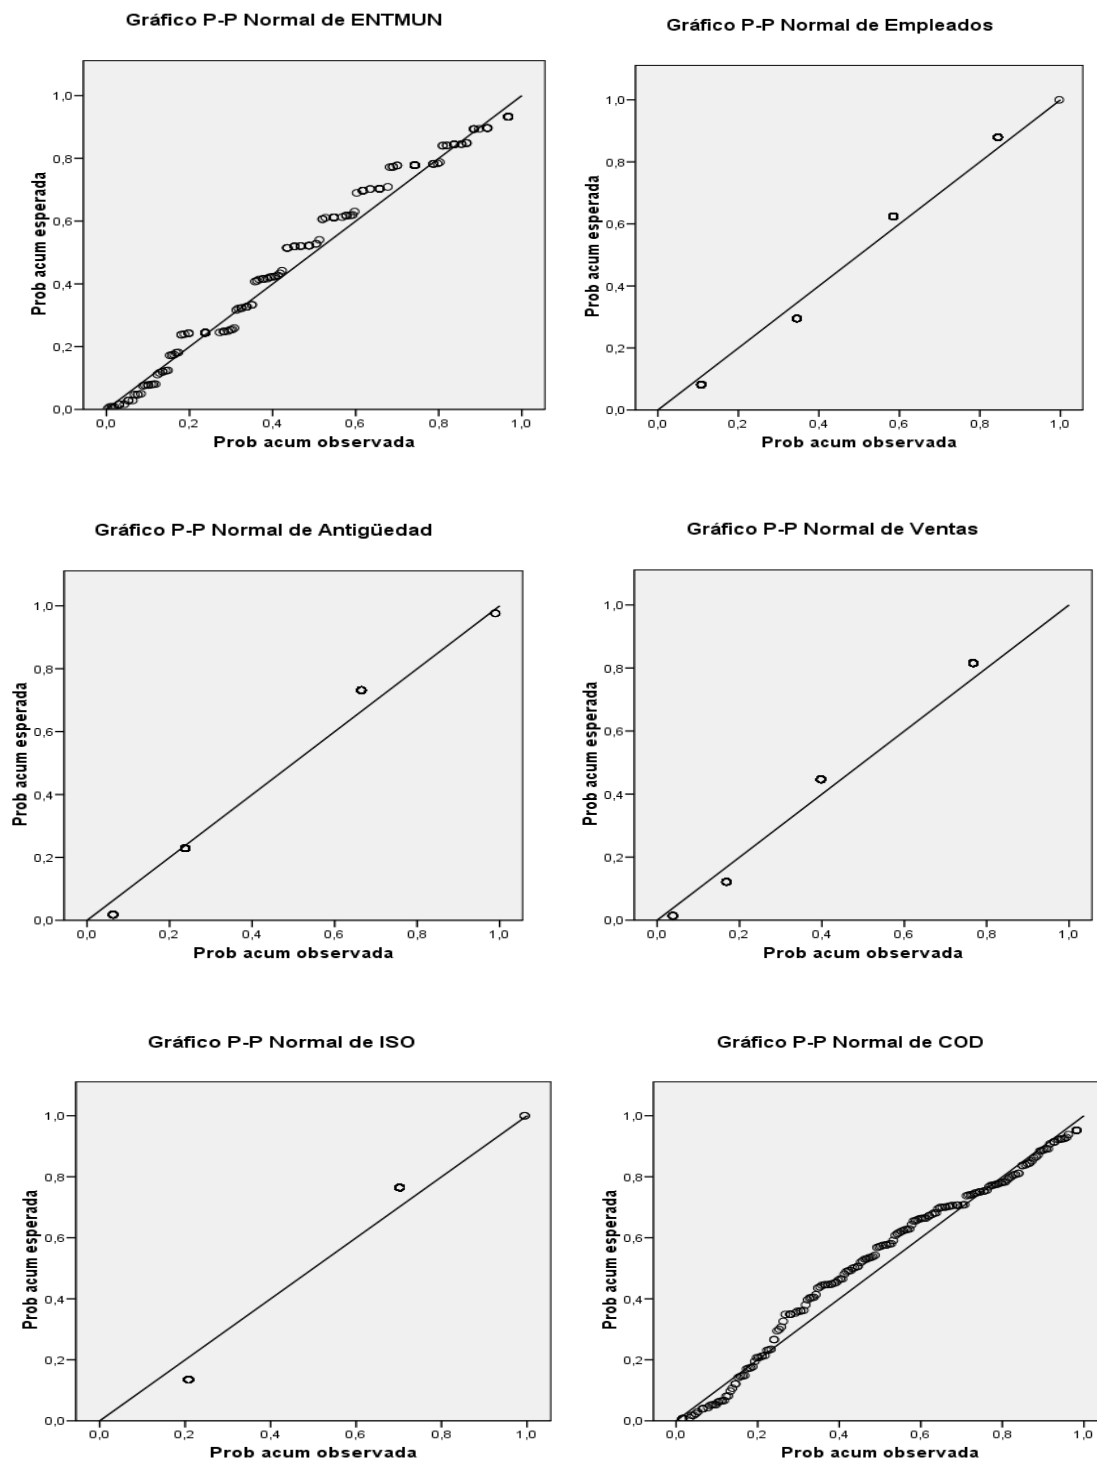 Gráfico P-P Normal de ENTMUN
Prob acum esperada
1,0
0,8
0,6
0,4
0,2
0,0
0,0 0,2 0,4 0,6 0,8 1,0
Prob acum observada
Gráfico P-P Normal de Empleados
Prob acum esperada
1,0
0,8
0,6
0,4
0,2
0,0
0,0 0,2 0,4 0,6 0,8 1,0
Prob acum observada
Gráfico P-P Normal de Antigüedad
Prob acum esperada
1,0
0,8
0,6
0,4
0,2
0,0
0,0 0,2 0,4 0,6 0,8 1,0
Prob acum observada
Gráfico P-P Normal de Ventas
Prob acum esperada
1,0
0,8
0,6
0,4
0,2
0,0
0,0 0,2 0,4 0,6 0,8 1,0
Prob acum observada
Gráfico P-P Normal de ISO
Prob acum esperada
1,0
0,8
0,6
0,4
0,2
0,0
0,0 0,2 0,4 0,6 0,8 1,0
Prob acum observada
Gráfico P-P Normal de COD
Prob acum esperada
1,0
0,8
0,6
0,4
0,2
0,0
0,0 0,2 0,4 0,6 0,8 1,0
Prob acum observada